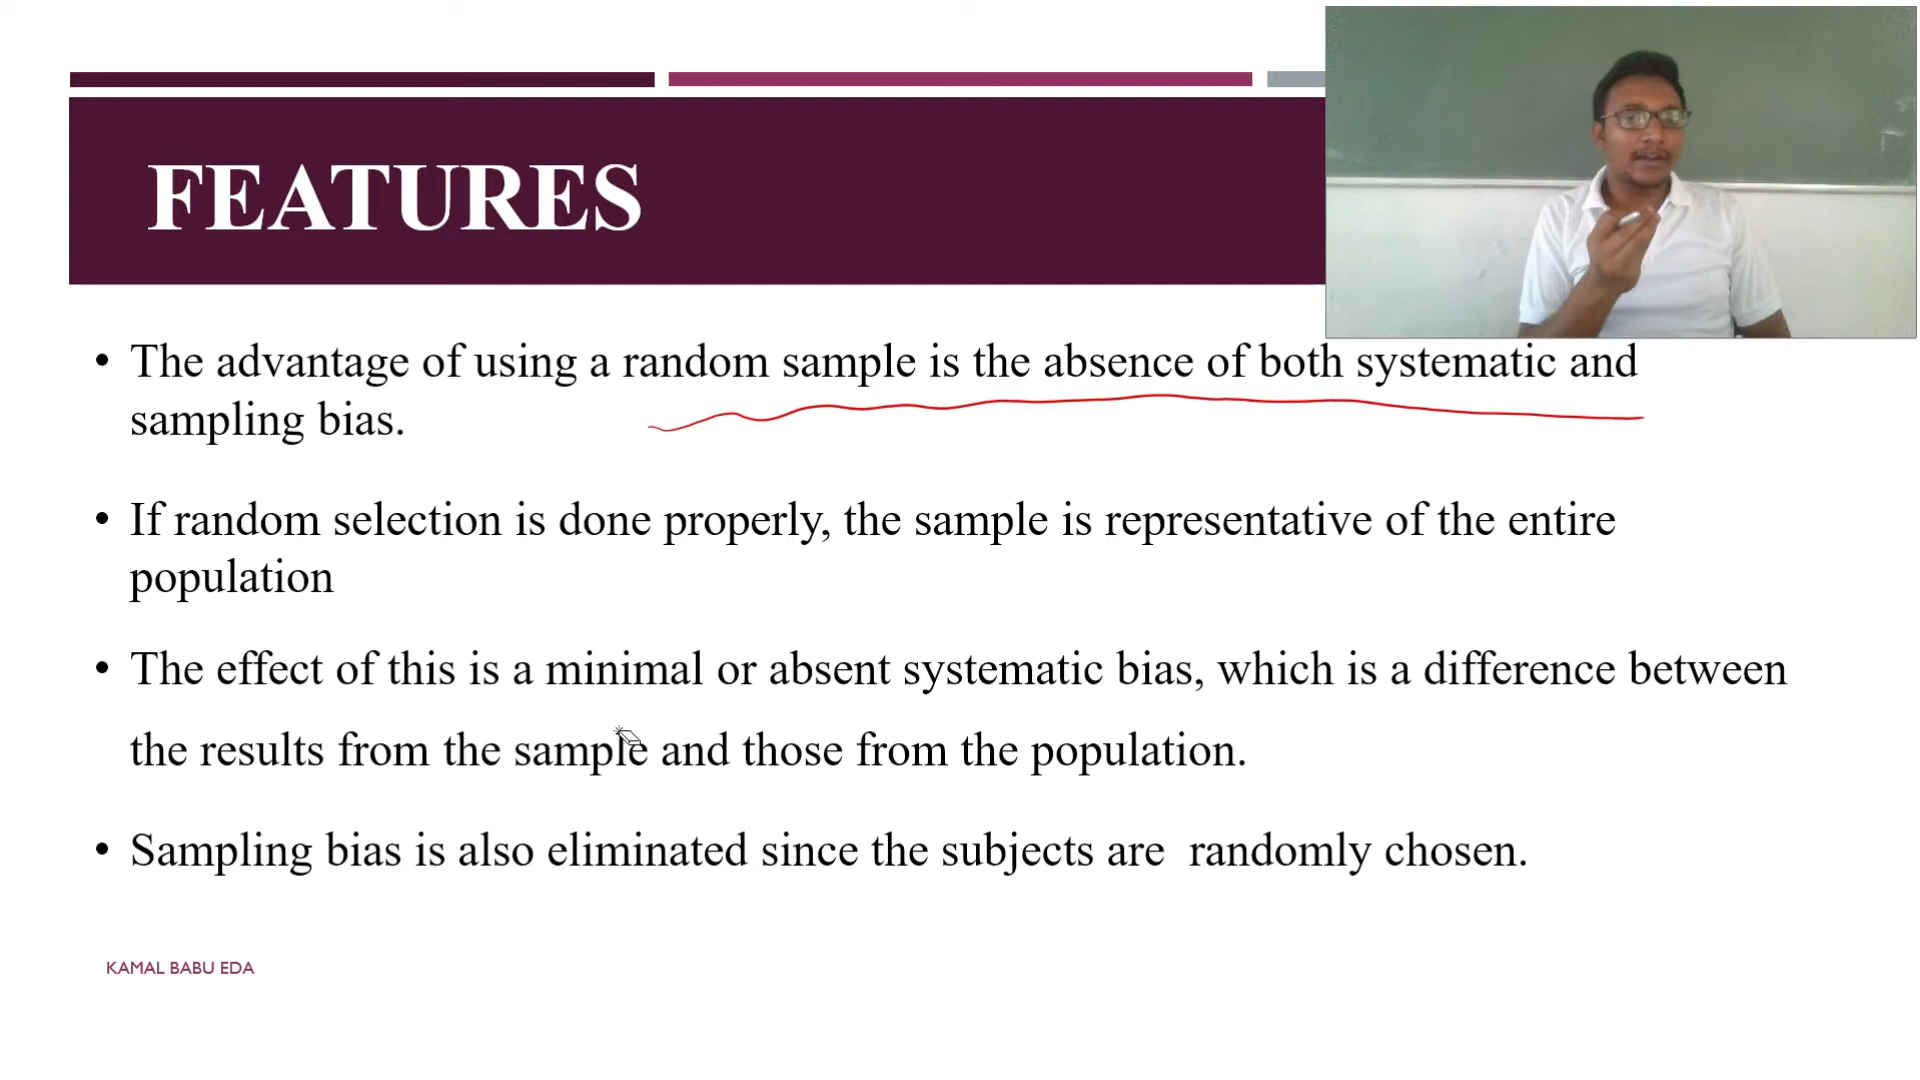 FEATURES
• The advantage of using a random sample is the absence of both systematic and
sampling bias.
• If random selection is done properly, the sample is representative of the entire
population
• The effect of this is a minimal or absent systematic bias, which is a difference between
the results from the sample and those from the population.
• Sampling bias is also eliminated since the subjects are  randomly chosen.
KAMAL BABU EDA